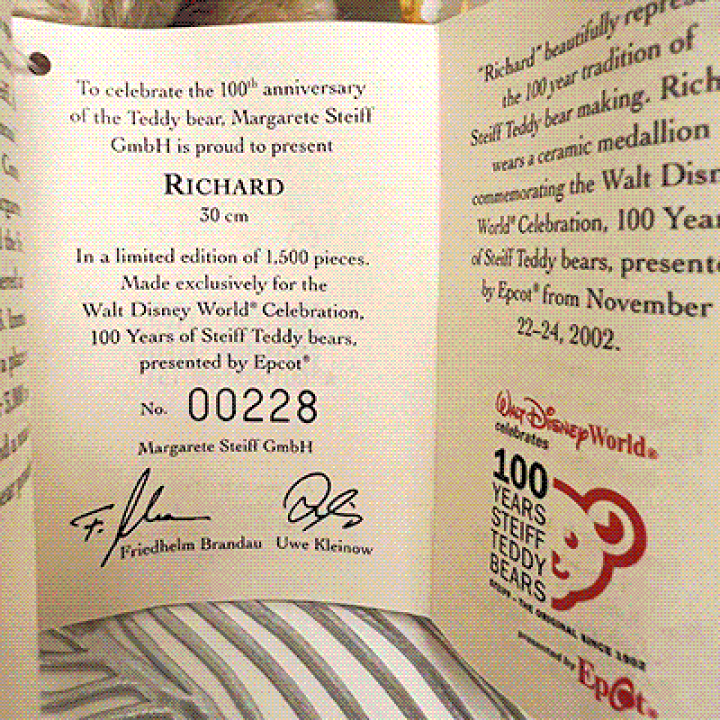 To celebrate the 100th anniversary
of the Teddy bear, Margarete Steiff
GmbH is proud to present
RICHARD
30 cm
In a limited edition of 1,500 pieces.
Made exclusively for the
Walt Disney World® Celebration,
100 Years of Steiff Teddy bears,
presented by Epcot®
No. 00228
Margarete Steiff GmbH
Friedhelm Brandau Uwe Kleinow
"Richard" beautifully
the 100 year tradition of
Steiff Teddy bear making.
wears a ceramic medallion
commemorating the Walt
World® Celebration, 100
of Steiff Teddy bears,
by Epcot® from November
22-24, 2002.
Walt Disney World®
celebrates
100
YEARS
STEIFF
TEDDY
BEARS
STEIFF - THE ORIGINAL SINCE 1902
presented by
Epcot®